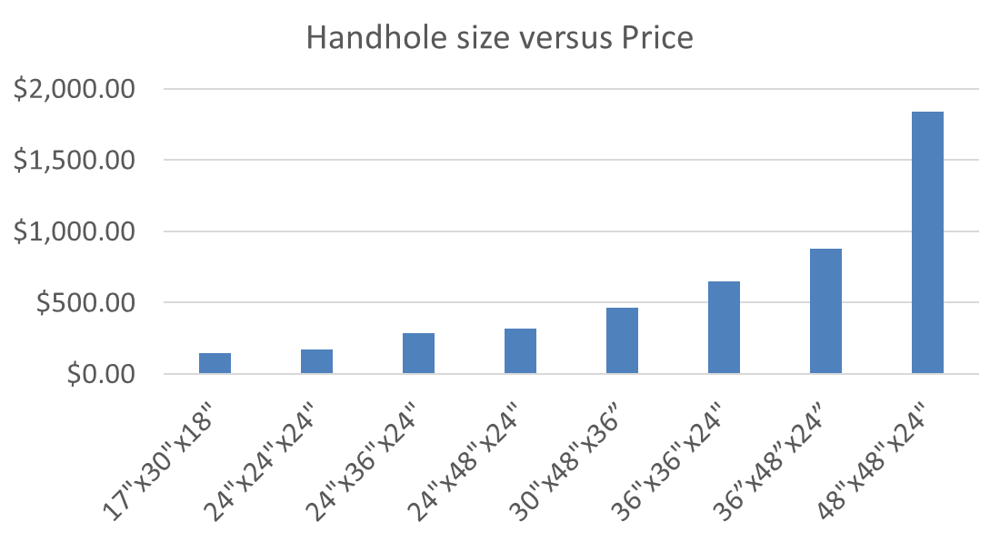 Handhole size versus Price
$2,000.00
$1,500.00
$1,000.00
$500.00
$0.00
17"x30"x18"
24"x24"x24"
24"x36"x24"
24"x48"x24"
30"x48"x36”
36"x36"x24"
36”x48”x24”
48"x48"x24"